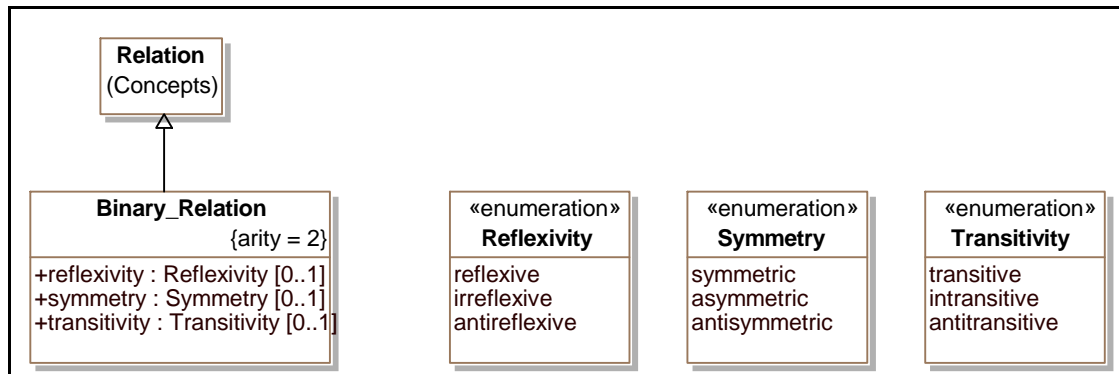 Relation
(Concepts)
Binary_Relation
{arity = 2}
+reflexivity : Reflexivity [0..1]
+symmetry : Symmetry [0..1]
+transitivity : Transitivity [0..1]
«enumeration»
Reflexivity
reflexive
irreflexive
antireflexive
«enumeration»
Symmetry
symmetric
asymmetric
antisymmetric
«enumeration»
Transitivity
transitive
intransitive
antitransitive